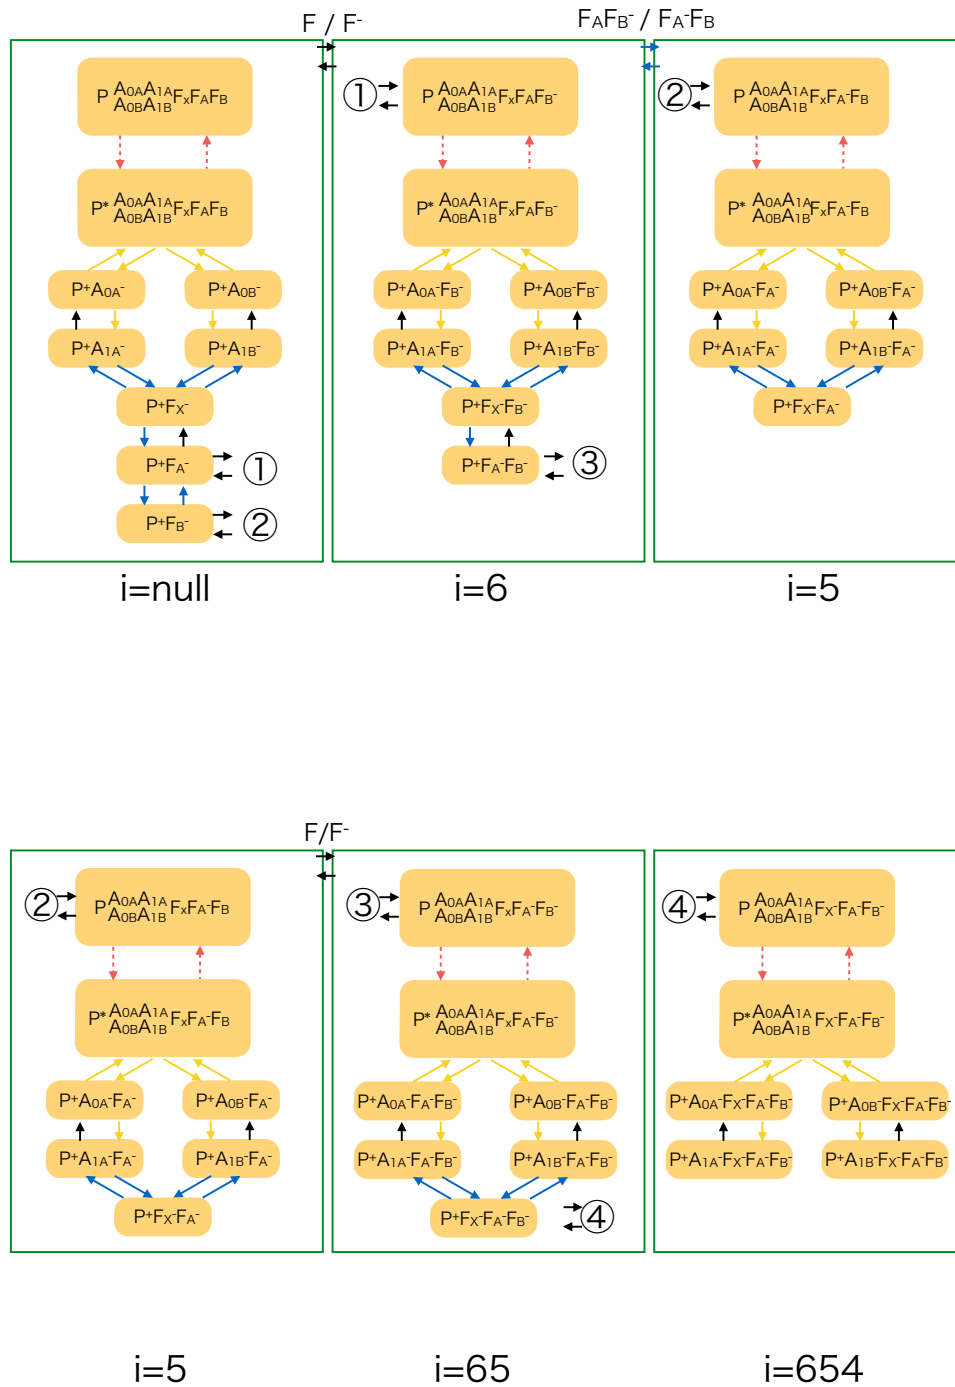 F / F-
FAFB- / FA-FB
P A0AA1A FxFAFB
A0BA1B
P* A0AA1A FxFAFB
A0BA1B
P+A0A-
P+A0B-
P+A1A-
P+A1B-
P+FX-
P+FA-
①
P+FB-
②
i=null
①
P A0AA1A FxFAFB-
A0BA1B
P* A0AA1A FxFAFB-
A0BA1B
P+A0A-FB-
P+A0B-FB-
P+A1A-FB-
P+A1B-FB-
P+FX-FB-
P+FA-FB-
③
i=6
②
P A0AA1A FxFA-FB
A0BA1B
P* A0AA1A FxFA-FB
A0BA1B
P+A0A-FA-
P+A0B-FA-
P+A1A-FA-
P+A1B-FA-
P+FX-FA-
i=5
F/F-
②
P A0AA1A FxFA-FB
A0BA1B
P* A0AA1A FxFA-FB
A0BA1B
P+A0A-FA-
P+A0B-FA-
P+A1A-FA-
P+A1B-FA-
P+FX-FA-
i=5
③
P A0AA1A FxFA-FB-
A0BA1B
P* A0AA1A FxFA-FB-
A0BA1B
P+A0A-FA-FB-
P+A0B-FA-FB-
P+A1A-FA-FB-
P+A1B-FA-FB-
P+FX-FA-FB-
④
i=65
④
P A0AA1A FX-FA-FB-
A0BA1B
P* A0AA1A FX-FA-FB-
A0BA1B
P+A0A-FX-FA-FB-
P+A0B-FX-FA-FB-
P+A1A-FX-FA-FB-
P+A1B-FX-FA-FB-
i=654